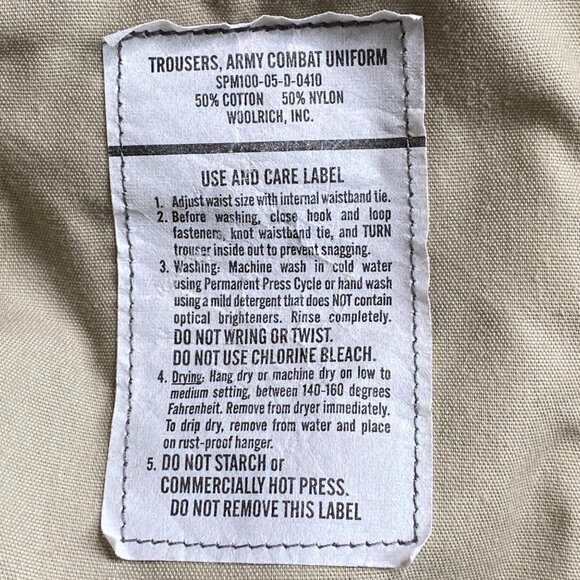 TROUSERS, ARMY COMBAT UNIFORM
SPM100-05-D-0410
50% COTTON 50% NYLON
WOOLRICH, INC.
USE AND CARE LABEL
1. Adjust waist size with internal waistband tie.
2. Before washing, close hook and loop
fasteners, knot waistband tie, and TURN
trouser inside out to prevent snagging.
3. Washing: Machine wash in cold water
using Permanent Press Cycle or hand wash
using a mild detergent that does NOT contain
optical brighteners. Rinse completely.
DO NOT WRING OR TWIST.
DO NOT USE CHLORINE BLEACH.
4. Drying: Hang dry or machine dry on low to
medium setting, between 140-160 degrees
Fahrenheit. Remove from dryer immediately.
To drip dry, remove from water and place
on rust-proof hanger.
5. DO NOT STARCH or
COMMERCIALLY HOT PRESS.
DO NOT REMOVE THIS LABEL